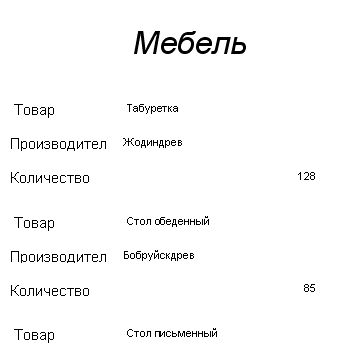 Мебель
Товар Табуретка
Производител Жодиндрев
Количество 128
Товар Стол обеденный
Производител Бобруйскдрев
Количество 85
Товар Стол письменный